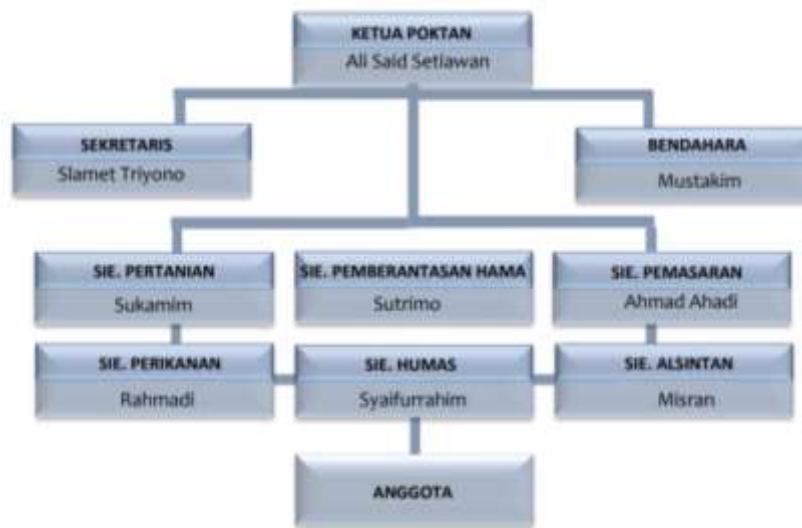 KETUA POKTAN
Ali Said Setiawan
SEKRETARIS
Slamet Triyono
BENDAHARA
Mustakim
SIE. PERTANIAN
Sukamim
SIE. PEMBERANTASAN HAMA
Sutrimo
SIE. PEMASARAN
Ahmad Ahadi
SIE. PERIKANAN
Rahmadi
SIE. HUMAS
Syaifurrahim
SIE. ALSINTAN
Misran
ANGGOTA